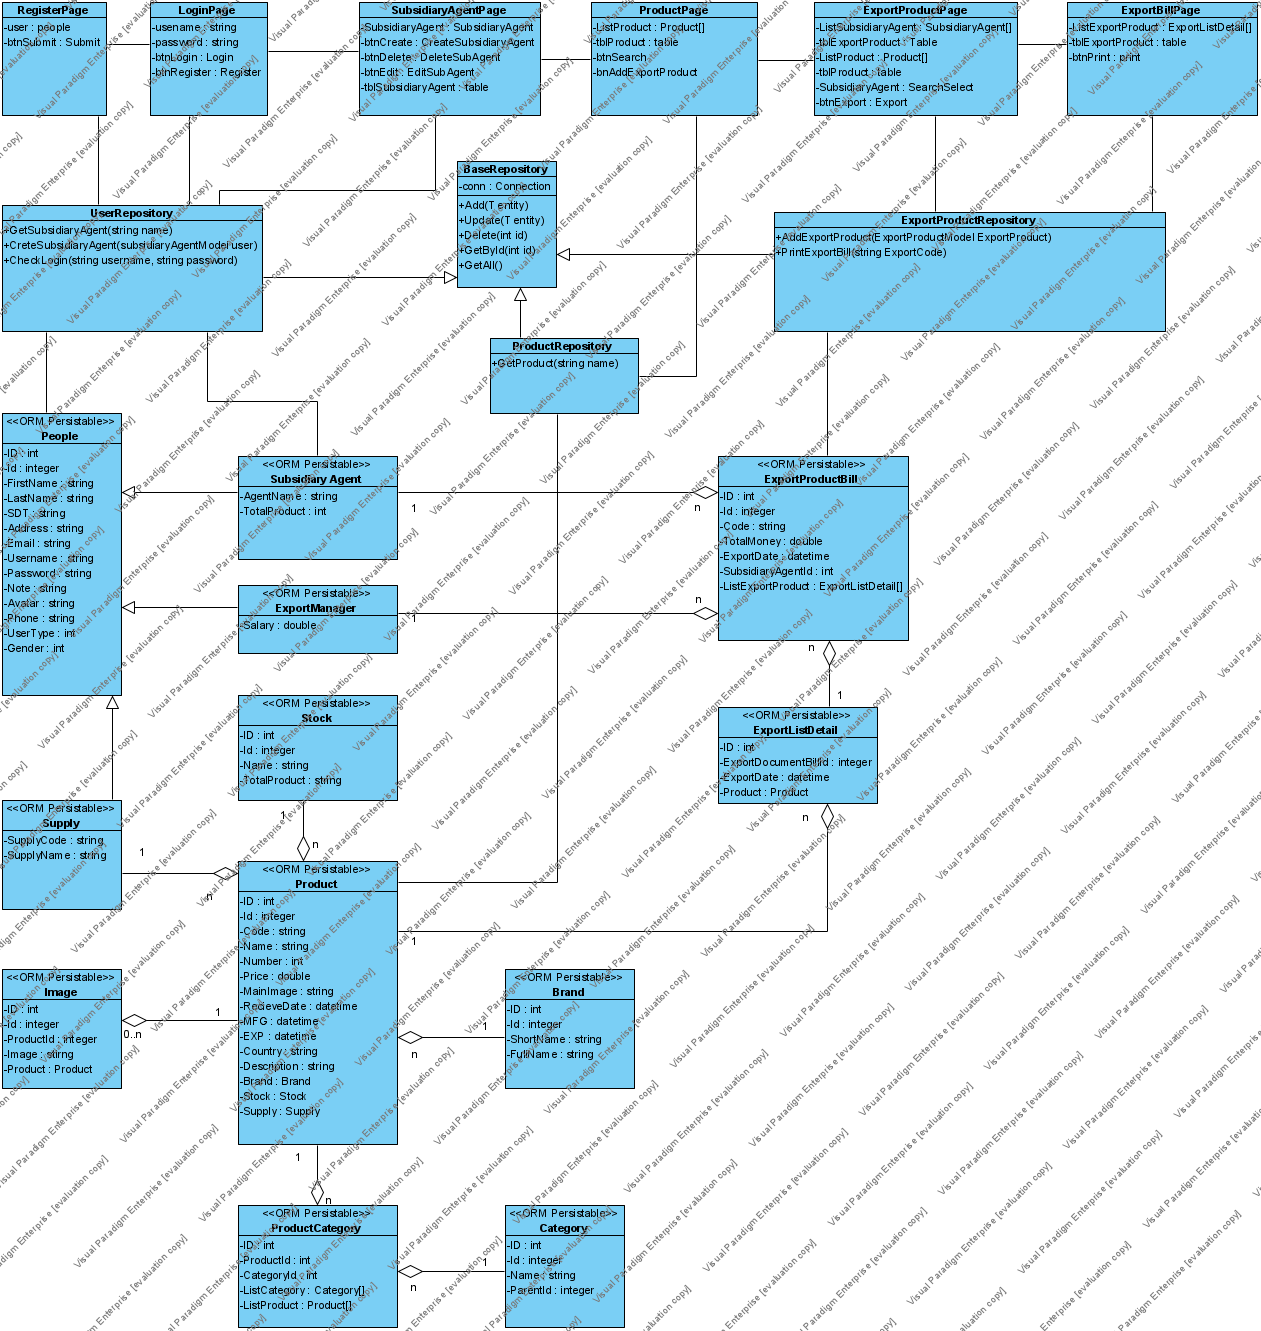 RegisterPage
-user : people
-btnSubmit : Submit
LoginPage
-usename : string
-password : string
-btnLogin : Login
-btnRegister : Register
SubsidiaryAgentPage
-SubsidiaryAgent : SubsidiaryAgent
-btnCreate : CreateSubsidiaryAgent
-btnDelete : DeleteSubAgent
-btnEdit : EditSubAgent
-tblSubsidiaryAgent : table
ProductPage
-ListProduct : Product[]
-tblProduct : table
-btnSearch
-bnAddExportProduct
ExportProductPage
-ListSubsidiaryAgent : SubsidiaryAgent[]
-tblExportProduct : Table
-ListProduct : Product[]
-tblProduct : table
-SubsidiaryAgent : SearchSelect
-btnExport : Export
ExportBillPage
-ListExportProduct : ExportListDetail[]
-tblExportProduct : table
-btnPrint : print
BaseRepository
-conn : Connection
+Add(T entity)
+Update(T entity)
+Delete(int id)
+GetById(int id)
+GetAll()
UserRepository
+GetSubsidiaryAgent(string name)
+CreteSubsidiaryAgent(subsidiaryAgentModel user)
+CheckLogin(string username, string password)
ExportProductRepository
+AddExportProduct(ExportProductModel ExportProduct)
+PrintExportBill(string ExportCode)
ProductRepository
+GetProduct(string name)
<<ORM Persistable>>
People
-ID : int
-Id : integer
-FirstName : string
-LastName : string
-SDT : string
-Address : string
-Email : string
-Username : string
-Password : string
-Note : string
-Avatar : string
-Phone : string
-UserType : int
-Gender : int
<<ORM Persistable>>
Subsidiary Agent
-AgentName : string
-TotalProduct : int
1
n
<<ORM Persistable>>
ExportProductBill
-ID : int
-Id : integer
-Code : string
-TotalMoney : double
-ExportDate : datetime
-SubsidiaryAgentId : int
-ListExportProduct : ExportListDetail[]
<<ORM Persistable>>
ExportManager
-Salary : double
1
n
n
1
<<ORM Persistable>>
Stock
-ID : int
-Id : integer
-Name : string
-TotalProduct : string
1
n
<<ORM Persistable>>
ExportListDetail
-ID : int
-ExportDocumentBillId : integer
-ExportDate : datetime
-Product : Product
n
1
<<ORM Persistable>>
Supply
-SupplyCode : string
-SupplyName : string
1
n
<<ORM Persistable>>
Product
-ID : int
-Id : integer
-Code : string
-Name : string
-Number : int
-Price : double
-MainImage : string
-RecieveDate : datetime
-MFG : datetime
-EXP : datetime
-Country : string
-Description : string
-Brand : Brand
-Stock : Stock
-Supply : Supply
<<ORM Persistable>>
Image
-ID : int
-Id : integer
-ProductId : integer
-Image : string
-Product : Product
0..n
1
<<ORM Persistable>>
Brand
-ID : int
-Id : integer
-ShortName : string
-FullName : string
n
1
1
n
<<ORM Persistable>>
ProductCategory
-ID : int
-ProductId : int
-CategoryId : int
-ListCategory : Category[]
-ListProduct : Product[]
n
1
<<ORM Persistable>>
Category
-ID : int
-Id : integer
-Name : string
-ParentId : integer
Visual Paradigm Enterprise [evaluation copy]